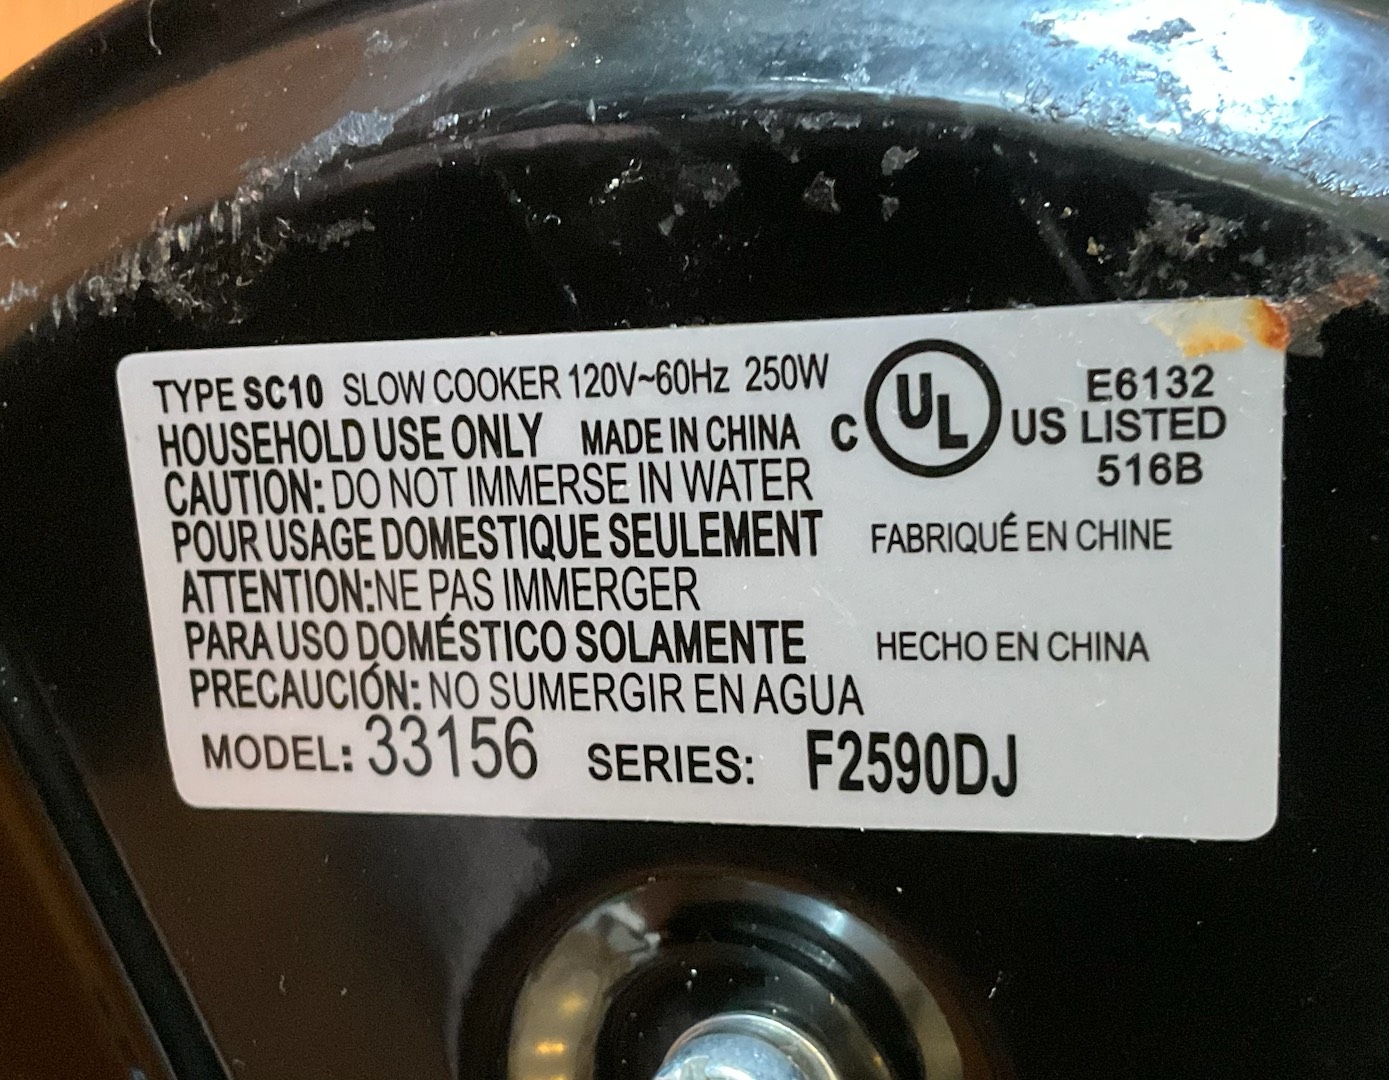 TYPE SC10 SLOW COOKER 120V~60Hz 250W
HOUSEHOLD USE ONLY MADE IN CHINA
CAUTION: DO NOT IMMERSE IN WATER
C UL US
E6132
LISTED
516B
POUR USAGE DOMESTIQUE SEULEMENT FABRIQUÉ EN CHINE
ATTENTION:NE PAS IMMERGER
PARA USO DOMÉSTICO SOLAMENTE HECHO EN CHINA
PRECAUCIÓN: NO SUMERGIR EN AGUA
MODEL: 33156 SERIES: F2590DJ